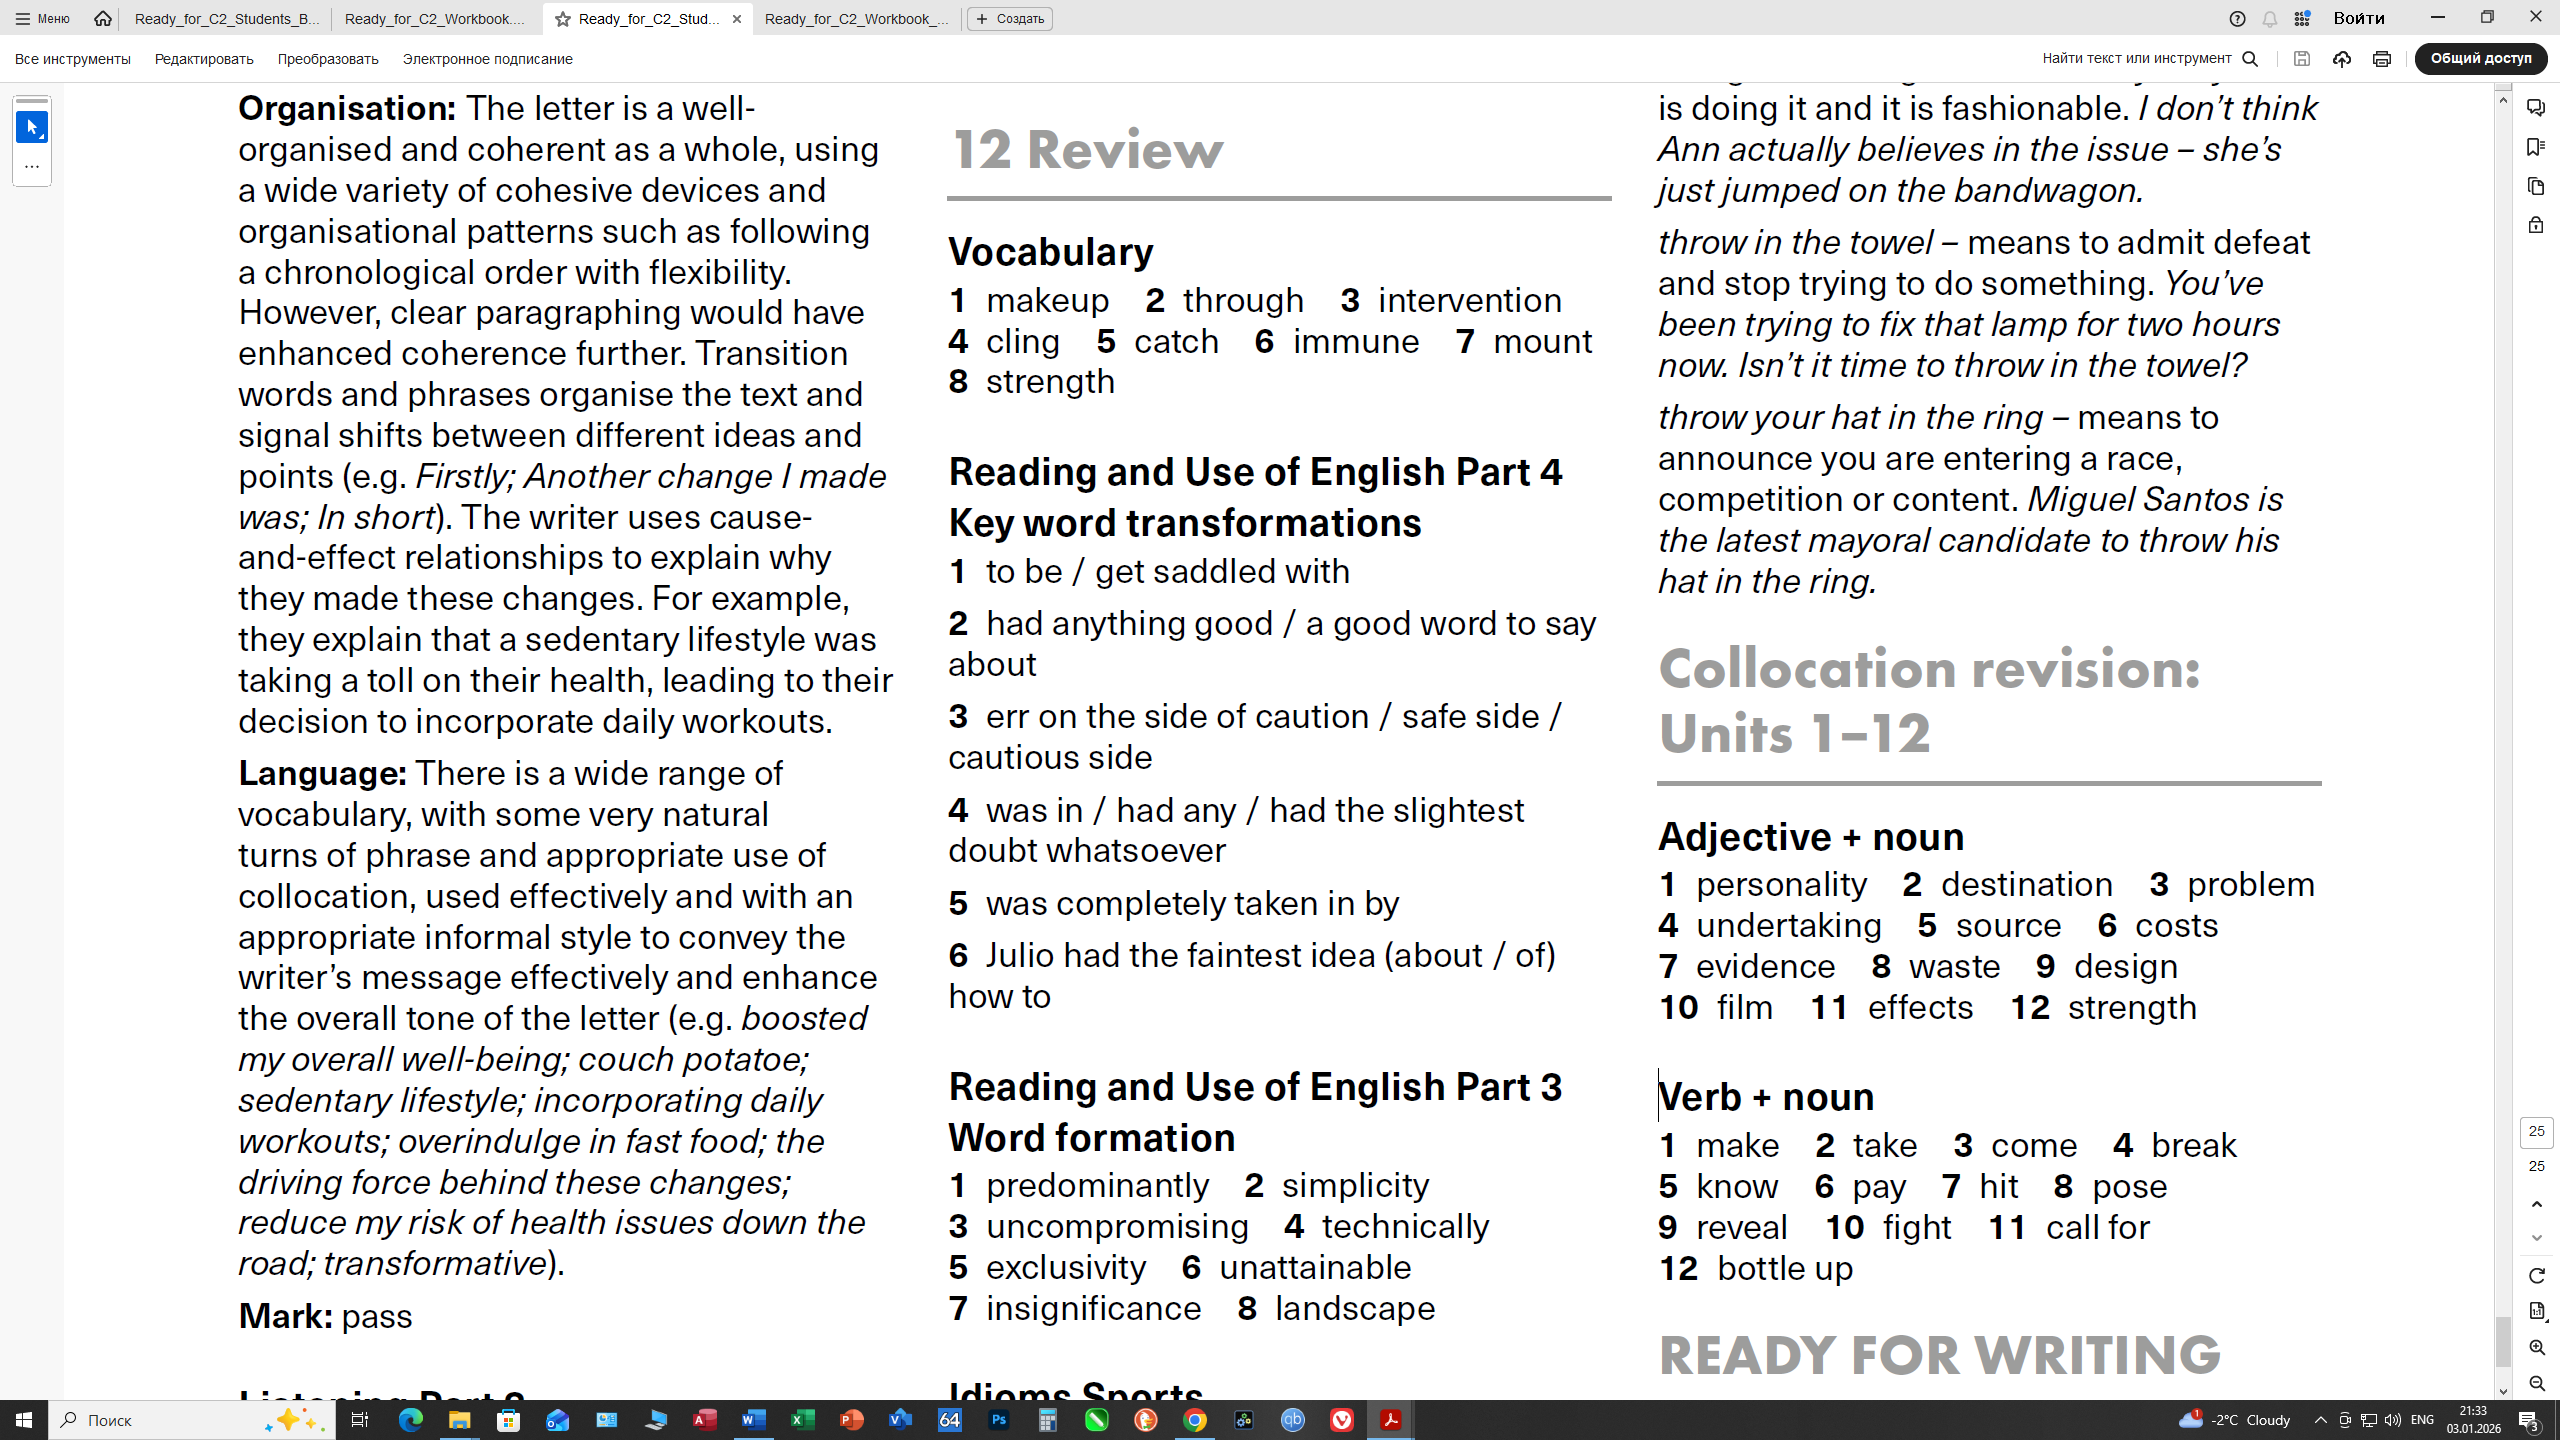 Меню
Ready_for_C2_Students_B...
Ready_for_C2_Workbook....
Ready_for_C2_Stud...
Ready_for_C2_Workbook_...
Создать
Войти
Все инструменты
Редактировать
Преобразовать
Электронное подписание
Найти текст или инструмент
Общий доступ
Organisation: The letter is a well-
organised and coherent as a whole, using
a wide variety of cohesive devices and
organisational patterns such as following
a chronological order with flexibility.
However, clear paragraphing would have
enhanced coherence further. Transition
words and phrases organise the text and
signal shifts between different ideas and
points (e.g. Firstly; Another change I made
was; In short). The writer uses cause-
and-effect relationships to explain why
they made these changes. For example,
they explain that a sedentary lifestyle was
taking a toll on their health, leading to their
decision to incorporate daily workouts.
Language: There is a wide range of
vocabulary, with some very natural
turns of phrase and appropriate use of
collocation, used effectively and with an
appropriate informal style to convey the
writer's message effectively and enhance
the overall tone of the letter (e.g. boosted
my overall well-being; couch potatoe;
sedentary lifestyle; incorporating daily
workouts; overindulge in fast food; the
driving force behind these changes;
reduce my risk of health issues down the
road; transformative).
Mark: pass
12 Review
Vocabulary
1 makeup 2 through 3 intervention
4 cling 5 catch 6 immune 7 mount
8 strength
Reading and Use of English Part 4
Key word transformations
1 to be / get saddled with
2 had anything good / a good word to say
about
3 err on the side of caution / safe side /
cautious side
4 was in / had any / had the slightest
doubt whatsoever
5 was completely taken in by
6 Julio had the faintest idea (about / of)
how to
Reading and Use of English Part 3
Word formation
1 predominantly 2 simplicity
3 uncompromising 4 technically
5 exclusivity 6 unattainable
7 insignificance 8 landscape
Idioms Sports
is doing it and it is fashionable. I don't think
Ann actually believes in the issue – she's
just jumped on the bandwagon.
throw in the towel – means to admit defeat
and stop trying to do something. You've
been trying to fix that lamp for two hours
now. Isn't it time to throw in the towel?
throw your hat in the ring – means to
announce you are entering a race,
competition or content. Miguel Santos is
the latest mayoral candidate to throw his
hat in the ring.
Collocation revision:
Units 1–12
Adjective + noun
1 personality 2 destination 3 problem
4 undertaking 5 source 6 costs
7 evidence 8 waste 9 design
10 film 11 effects 12 strength
Verb + noun
1 make 2 take 3 come 4 break
5 know 6 pay 7 hit 8 pose
9 reveal 10 fight 11 call for
12 bottle up
READY FOR WRITING
25
25
Поиск
64
Ps
qb
1
-2°C Cloudy
ENG
21:33
03.01.2026
3